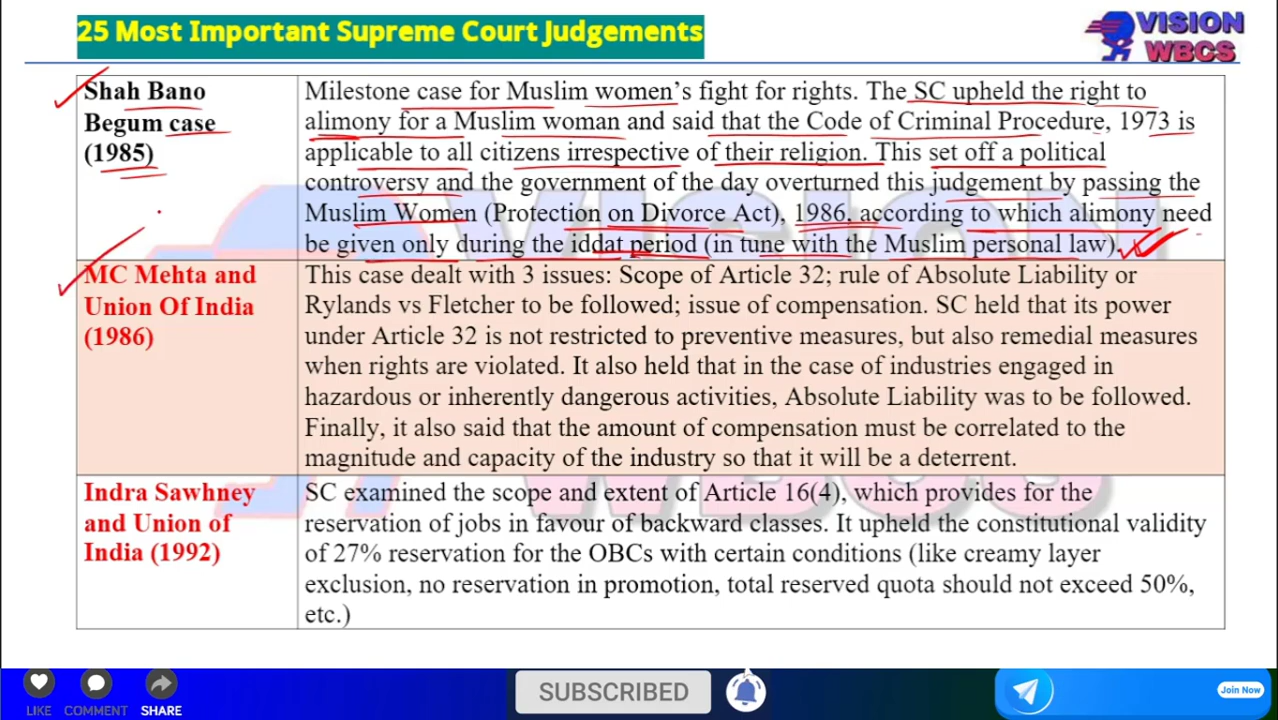 25 Most Important Supreme Court Judgements
VISION
WBCS
Shah Bano
Begum case
(1985)
Milestone case for Muslim women's fight for rights. The SC upheld the right to
alimony for a Muslim woman and said that the Code of Criminal Procedure, 1973 is
applicable to all citizens irrespective of their religion. This set off a political
controversy and the government of the day overturned this judgement by passing the
Muslim Women (Protection on Divorce Act), 1986, according to which alimony need
be given only during the iddat period (in tune with the Muslim personal law).
MC Mehta and
Union Of India
(1986)
This case dealt with 3 issues: Scope of Article 32; rule of Absolute Liability or
Rylands vs Fletcher to be followed; issue of compensation. SC held that its power
under Article 32 is not restricted to preventive measures, but also remedial measures
when rights are violated. It also held that in the case of industries engaged in
hazardous or inherently dangerous activities, Absolute Liability was to be followed.
Finally, it also said that the amount of compensation must be correlated to the
magnitude and capacity of the industry so that it will be a deterrent.
Indra Sawhney
and Union of
India (1992)
SC examined the scope and extent of Article 16(4), which provides for the
reservation of jobs in favour of backward classes. It upheld the constitutional validity
of 27% reservation for the OBCs with certain conditions (like creamy layer
exclusion, no reservation in promotion, total reserved quota should not exceed 50%,
etc.)
LIKE COMMENT SHARE
SUBSCRIBED
Join Now